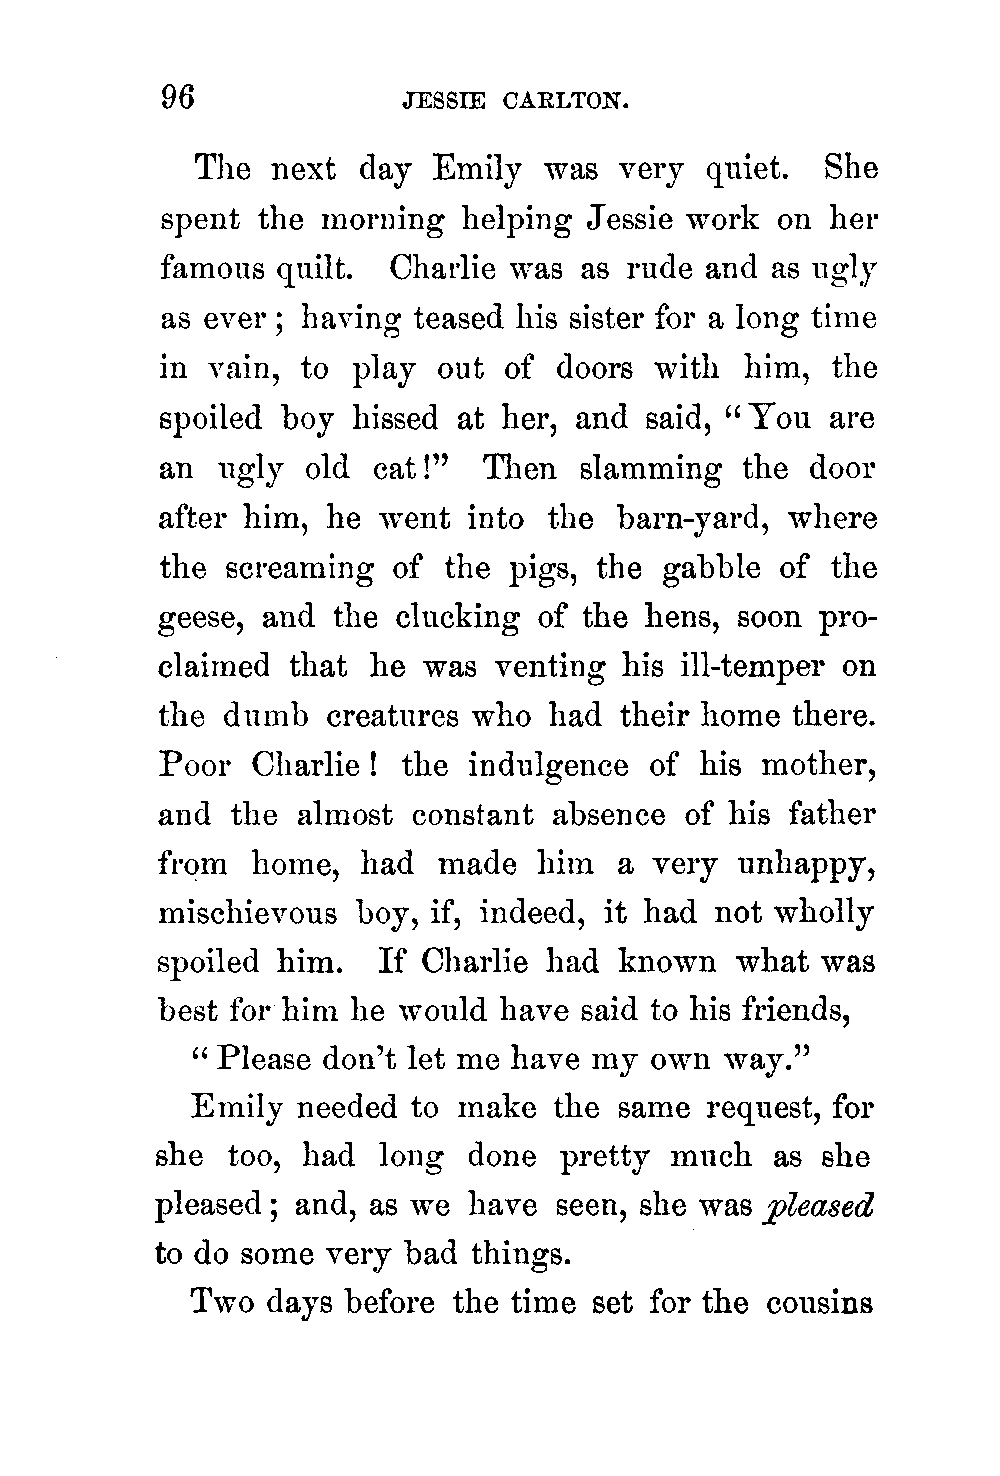 96 JESSIE CARLTON.
The next day Emily was very quiet. She
spent the morning helping Jessie work on her
famous quilt. Charlie was as rude and as ugly
as ever; having teased his sister for a long time
in vain, to play out of doors with him, the
spoiled boy hissed at her, and said, “You are
an ugly old cat!” Then slamming the door
after him, he went into the barn-yard, where
the screaming of the pigs, the gabble of the
geese, and the clucking of the hens, soon pro-
claimed that he was venting his ill-temper on
the dumb creatures who had their home there.
Poor Charlie! the indulgence of his mother,
and the almost constant absence of his father
from home, had made him a very unhappy,
mischievous boy, if, indeed, it had not wholly
spoiled him. If Charlie had known what was
best for him he would have said to his friends,
“Please don’t let me have my own way.”
Emily needed to make the same request, for
she too, had long done pretty much as she
pleased; and, as we have seen, she was pleased
to do some very bad things.
Two days before the time set for the cousins